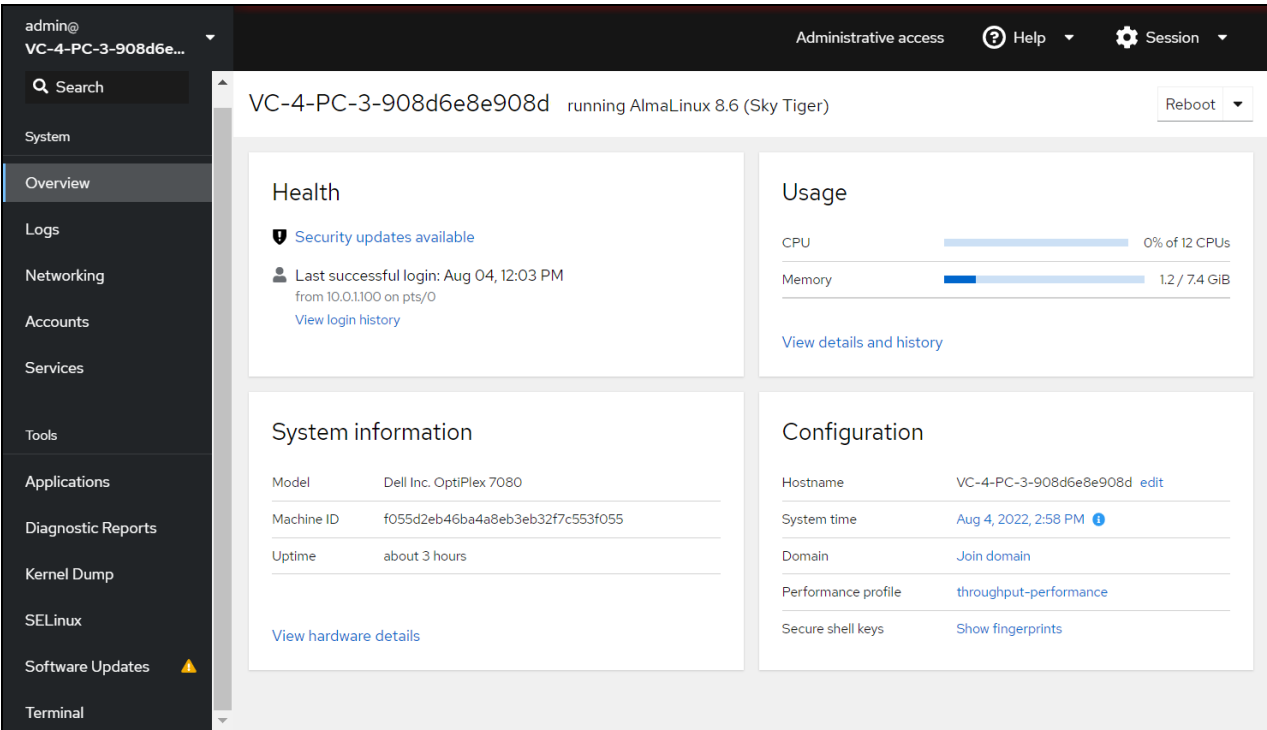 admin@
VC-4-PC-3-908d6e...
Administrative access
Help
Session
Search
System
Overview
Logs
Networking
Accounts
Services
Tools
Applications
Diagnostic Reports
Kernel Dump
SELinux
Software Updates
Terminal
VC-4-PC-3-908d6e8e908d running AlmaLinux 8.6 (Sky Tiger)
Reboot
Health
Security updates available
Last successful login: Aug 04, 12:03 PM
from 10.0.1.100 on pts/0
View login history
Usage
CPU 0% of 12 CPUs
Memory 1.2 / 7.4 GiB
View details and history
System information
Model Dell Inc. OptiPlex 7080
Machine ID f055d2eb46ba4a8eb3eb32f7c553f055
Uptime about 3 hours
View hardware details
Configuration
Hostname VC-4-PC-3-908d6e8e908d edit
System time Aug 4, 2022, 2:58 PM
Domain Join domain
Performance profile throughput-performance
Secure shell keys Show fingerprints